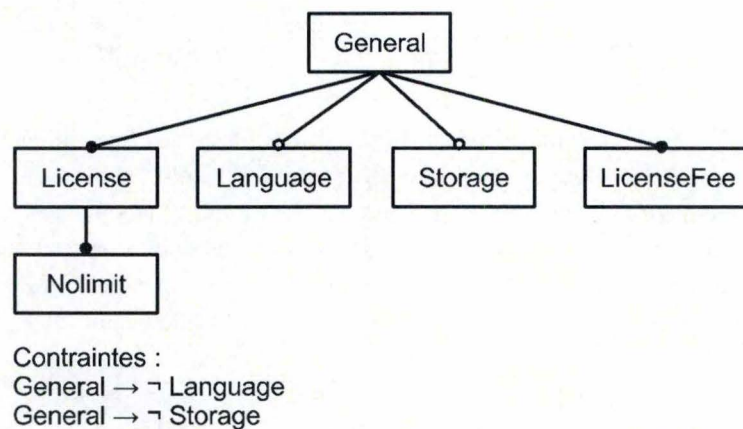 General
License
Language
Storage
LicenseFee
Nolimit
Contraintes :
General → ¬ Language
General → ¬ Storage